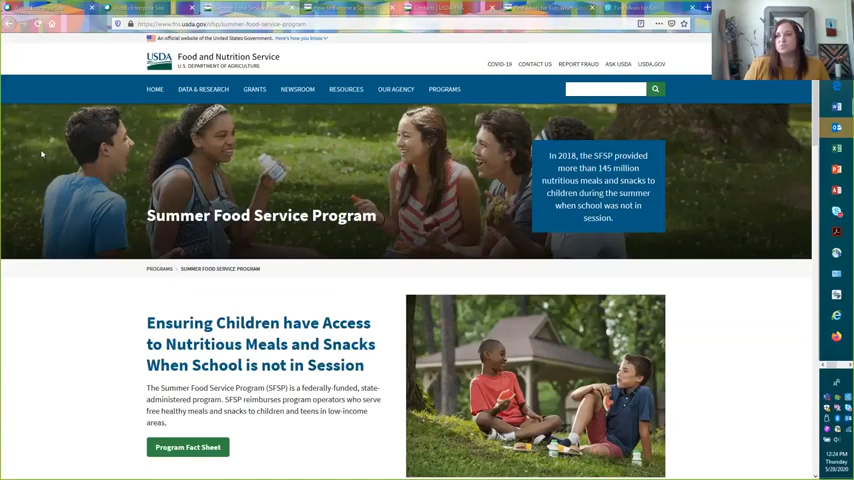 https://www.fns.usda.gov/sfsp/summer-food-service-program
An official website of the United States Government. Here's how you know
USDA
Food and Nutrition Service
U.S. DEPARTMENT OF AGRICULTURE
COVID-19 CONTACT US REPORT FRAUD ASK USDA USDA.GOV
HOME DATA & RESEARCH GRANTS NEWSROOM RESOURCES OUR AGENCY PROGRAMS
In 2018, the SFSP provided
more than 145 million
nutritious meals and snacks to
children during the summer
when school was not in
session.
Summer Food Service Program
PROGRAMS SUMMER FOOD SERVICE PROGRAM
Ensuring Children have Access
to Nutritious Meals and Snacks
When School is not in Session
The Summer Food Service Program (SFSP) is a federally-funded, state-
administered program. SFSP reimburses program operators who serve
free healthy meals and snacks to children and teens in low-income
areas.
Program Fact Sheet
12:24 PM
Thursday
5/28/2020